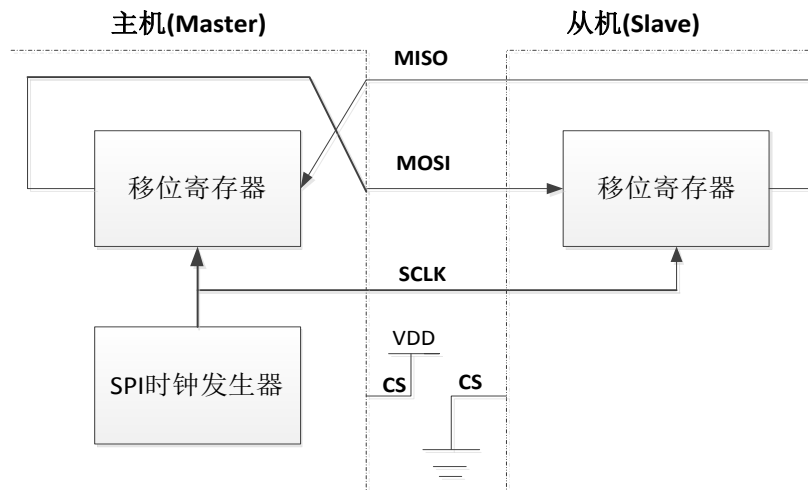 主机(Master)
从机(Slave)
MISO
移位寄存器
MOSI
移位寄存器
SCLK
VDD
SPI时钟发生器
CS
CS